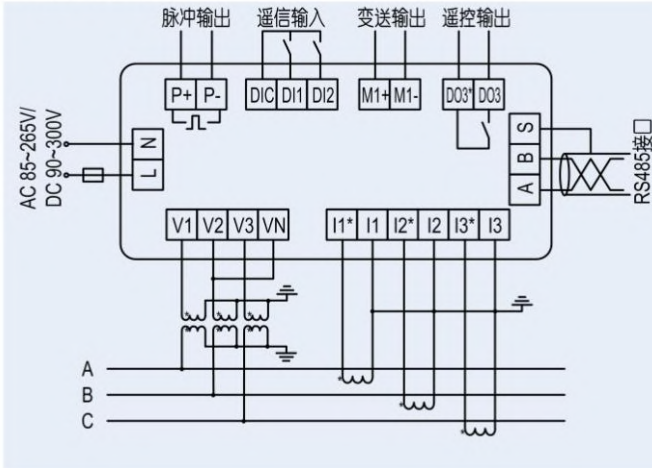 脉冲输出 遥信输入 变送输出 遥控输出
P+ P- DIC DI1 DI2 M1+ M1- DO3* DO3
AC 85~265V/
DC 90~300V
N
L
S
B
A
RS485接口
V1 V2 V3 VN I1* I1 I2* I2 I3* I3
* * *
* * *
A
B
C
* * *